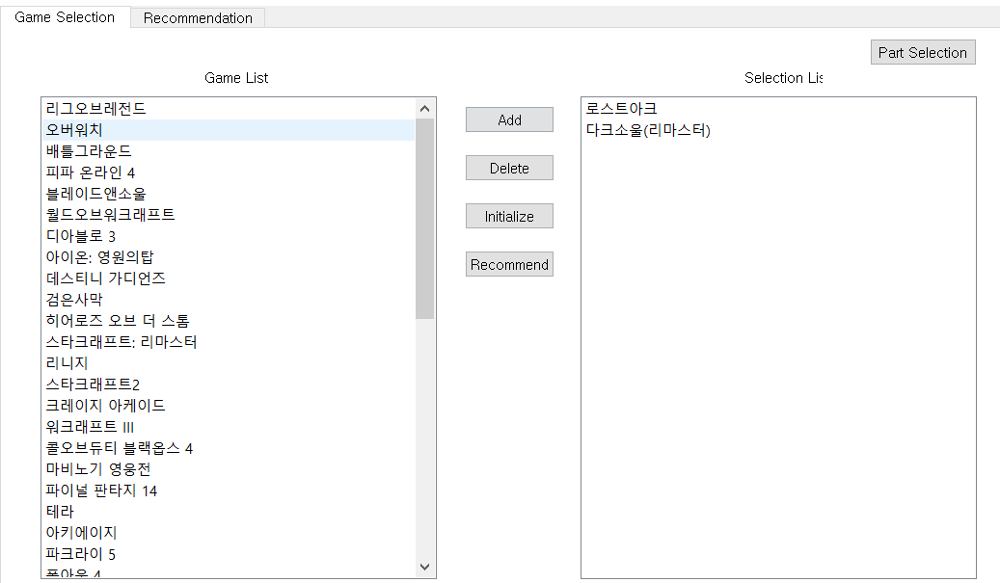 Game Selection
Recommendation
Part Selection
Game List
Selection Lis
리그오브레전드
오버워치
배틀그라운드
피파 온라인 4
블레이드앤소울
월드오브워크래프트
디아블로 3
아이온: 영원의탑
데스티니 가디언즈
검은사막
히어로즈 오브 더 스톰
스타크래프트: 리마스터
리니지
스타크래프트2
크레이지 아케이드
워크래프트 III
콜오브듀티 블랙옵스 4
마비노기 영웅전
파이널 판타지 14
테라
아키에이지
파크라이 5
폴아웃 4
Add
Delete
Initialize
Recommend
로스트아크
다크소울(리마스터)